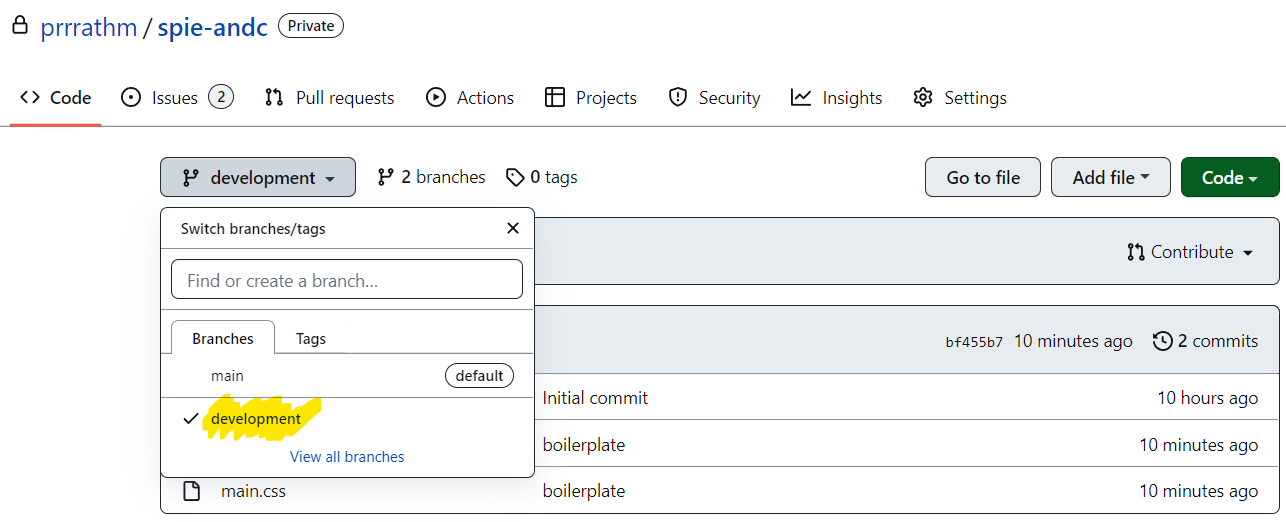 prrrathm / spie-andc Private
Code Issues 2 Pull requests Actions Projects Security Insights Settings
development 2 branches 0 tags Go to file Add file Code
Switch branches/tags
Contribute
Find or create a branch...
Branches Tags
bf455b7 10 minutes ago 2 commits
main default
Initial commit 10 hours ago
development
boilerplate 10 minutes ago
View all branches
main.css boilerplate 10 minutes ago